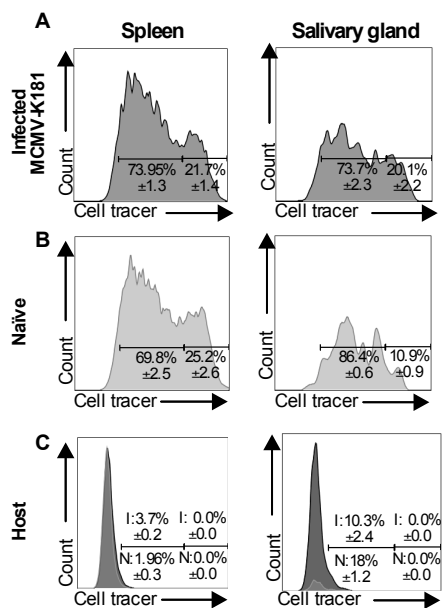 A
Spleen
Salivary gland
Infected
MCMV-K181
Count
73.95%
±1.3
21.7%
±1.4
Cell tracer
Count
73.7%
±2.3
20.1%
±2.2
Cell tracer
B
Naïve
Count
69.8%
±2.5
25.2%
±2.6
Cell tracer
Count
86.4%
±0.6
10.9%
±0.9
Cell tracer
C
Host
Count
I:3.7%
±0.2
I: 0.0%
±0.0
N:1.96%
±0.3
N:0.0%
±0.0
Cell tracer
Count
I:10.3%
±2.4
I: 0.0%
±0.0
N:18%
±1.2
N:0.0%
±0.0
Cell tracer